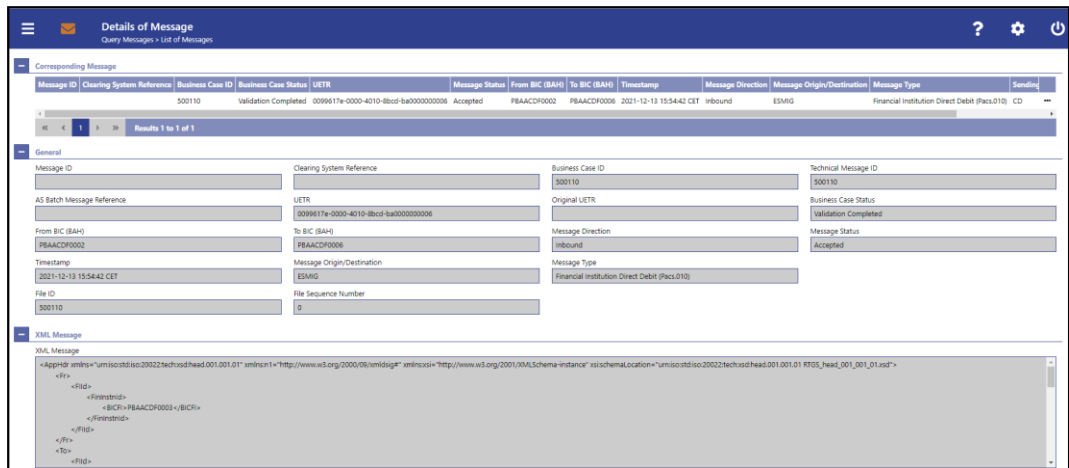 Details of Message
Query Messages > List of Messages
Corresponding Message
Message ID Clearing System Reference Business Case ID Business Case Status UETR Message Status From BIC (BAH) To BIC (BAH) Timestamp Message Direction Message Origin/Destination Message Type Sending
500110 Validation Completed 0099617e-0000-4010-8bcd-ba0000000006 Accepted PBAACDF0002 PBAACDF0006 2021-12-13 15:54:42 CET Inbound ESMIG Financial Institution Direct Debit (Pacs.010) CD
1 Results 1 to 1 of 1
General
Message ID Clearing System Reference Business Case ID Technical Message ID
500110 500110
AS Batch Message Reference UETR Original UETR Business Case Status
0099617e-0000-4010-8bcd-ba0000000006 Validation Completed
From BIC (BAH) To BIC (BAH) Message Direction Message Status
PBAACDF0002 PBAACDF0006 Inbound Accepted
Timestamp Message Origin/Destination Message Type
2021-12-13 15:54:42 CET ESMIG Financial Institution Direct Debit (Pacs.010)
File ID File Sequence Number
500110 0
XML Message
XML Message
<AppHdr xmlns="urn:iso:std:iso:20022:tech:xsd:head.001.001.01" xmlns:n1="http://www.w3.org/2000/09/xmldsig#" xmlns:xsi="http://www.w3.org/2001/XMLSchema-instance" xsi:schemaLocation="urn:iso:std:iso:20022:tech:xsd:head.001.001.01 RTGS_head_001_001_01.xsd">
<Fr>
<FIId>
<FinInstnId>
<BICFI>PBAACDF0003</BICFI>
</FinInstnId>
</FIId>
</Fr>
<To>
<FIId>